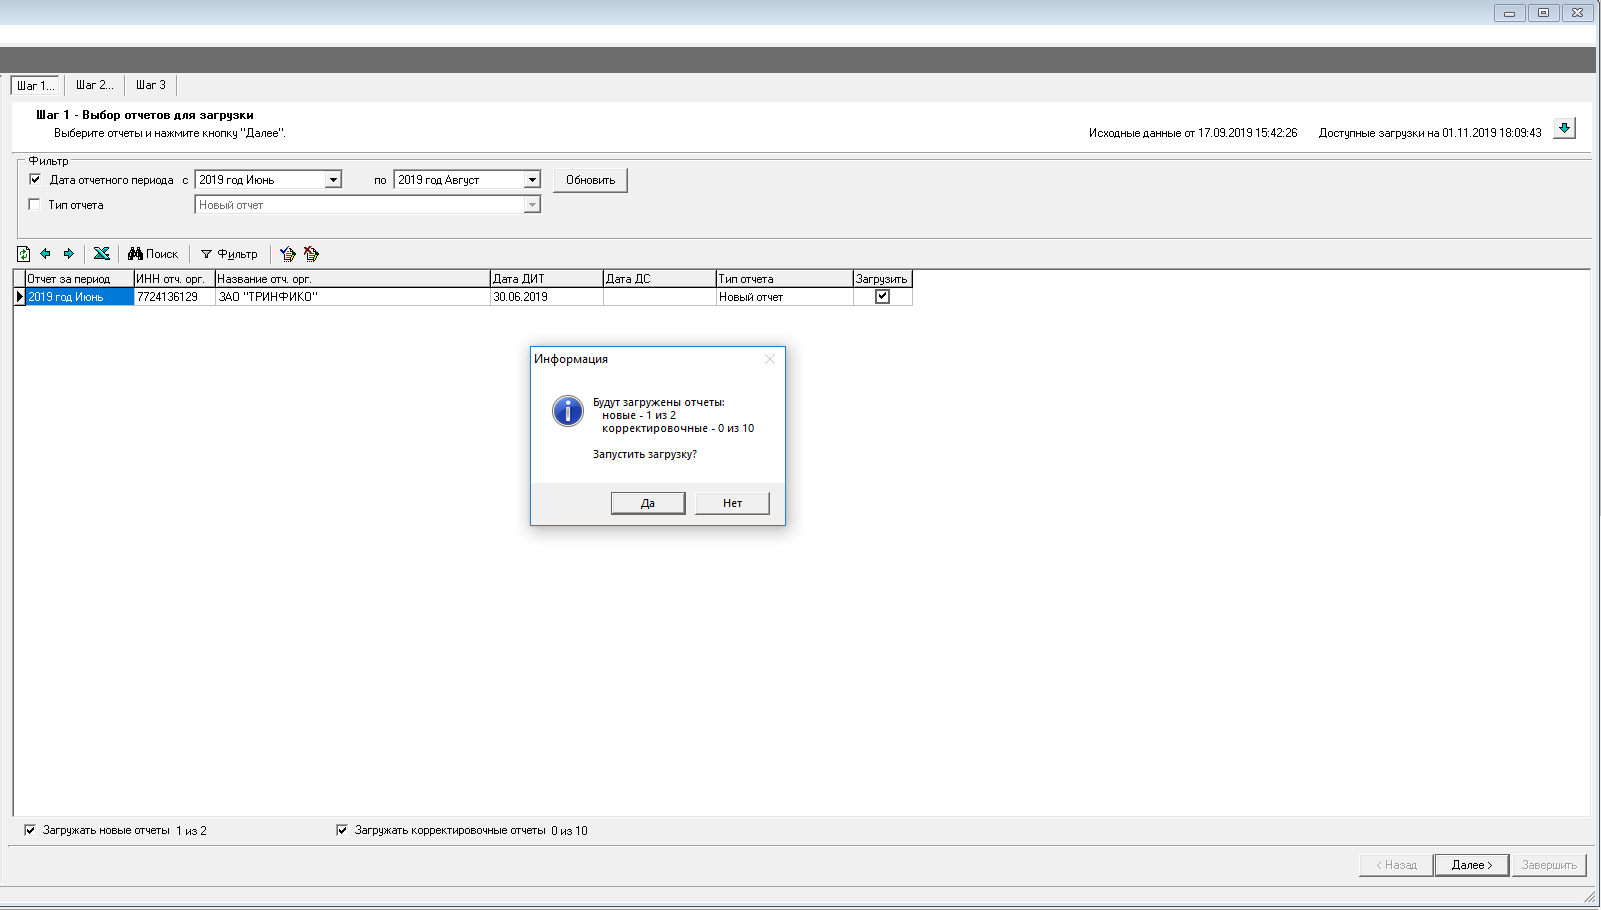 Шаг 1... Шаг 2... Шаг 3
Шаг 1 - Выбор отчетов для загрузки
Выберите отчеты и нажмите кнопку "Далее".
Исходные данные от 17.09.2019 15:42:26 Доступные загрузки на 01.11.2019 18:09:43
Фильтр
Дата отчетного периода с 2019 год Июнь по 2019 год Август Обновить
Тип отчета Новый отчет
Поиск Фильтр
Отчет за период ИНН отч. орг. Название отч. орг. Дата ДИТ Дата ДС Тип отчета Загрузить
2019 год Июнь 7724136129 ЗАО "ТРИНФИКО" 30.06.2019 Новый отчет
Информация
Будут загружены отчеты:
новые - 1 из 2
корректировочные - 0 из 10
Запустить загрузку?
Да Нет
Загружать новые отчеты 1 из 2 Загружать корректировочные отчеты 0 из 10
< Назад Далее > Завершить